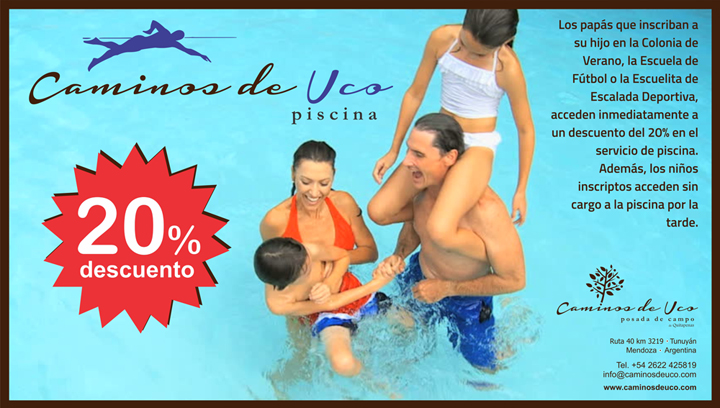 Caminos de Uco
piscina
20%
descuento
Los papás que inscriban a
su hijo en la Colonia de
Verano, la Escuela de
Fútbol o la Escuelita de
Escalada Deportiva,
acceden inmediatamente a
un descuento del 20% en el
servicio de piscina.
Además, los niños
inscriptos acceden sin
cargo a la piscina por la
tarde.
Caminos de Uco
posada de campo
Ruta 40 km 3219 · Tunuyán
Mendoza · Argentina
Tel. +54 2622 425819
info@caminosdeuco.com
www.caminosdeuco.com